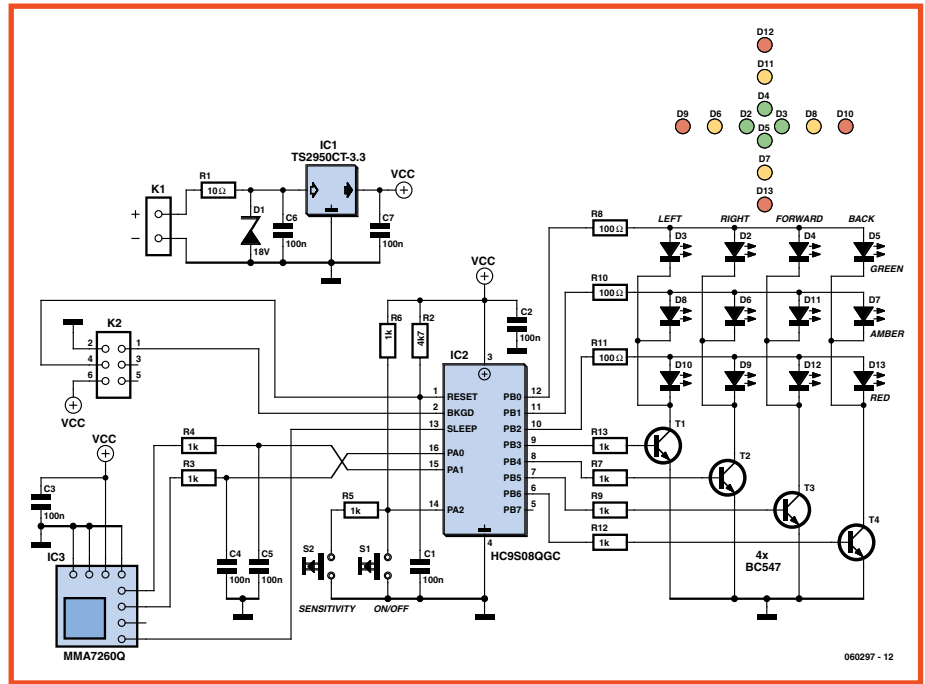 D12
D11
D4
D9 D6 D2 D3 D8 D10
D5
D7
D13
IC1
TS2950CT-3.3
K1
R1
10Ω
VCC
+
–
D1
18V
C6
100n
C7
100n
R8
100Ω
LEFT RIGHT FORWARD BACK
D3 D2 D4 D5
GREEN
R10
100Ω
D8 D6 D11 D7
AMBER
R11
100Ω
D10 D9 D12 D13
RED
VCC
R6
1k
R2
4k7
C2
100n
K2
2 1
4 3
6 5
VCC
IC2
3
1 RESET PB0 12
2 BKGD PB1 11
13 SLEEP PB2 10
PB3 9
16 PA0 PB4 8
15 PA1 PB5 7
PB6 6
14 PA2 PB7 5
4
HC9S08QGC
R13
1k
R7
1k
R9
1k
R12
1k
T1
T2
T3
T4
4x
BC547
VCC
R4
1k
R3
1k
C3
100n
R5
1k
C4
100n
C5
100n
S2
SENSITIVITY
S1
ON/OFF
C1
100n
IC3
MMA7260Q
060297 - 12